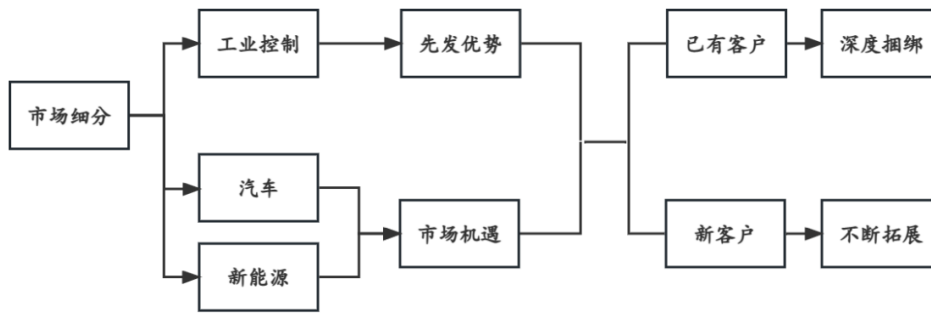 市场细分
工业控制
汽车
新能源
先发优势
市场机遇
已有客户
新客户
深度捆绑
不断拓展